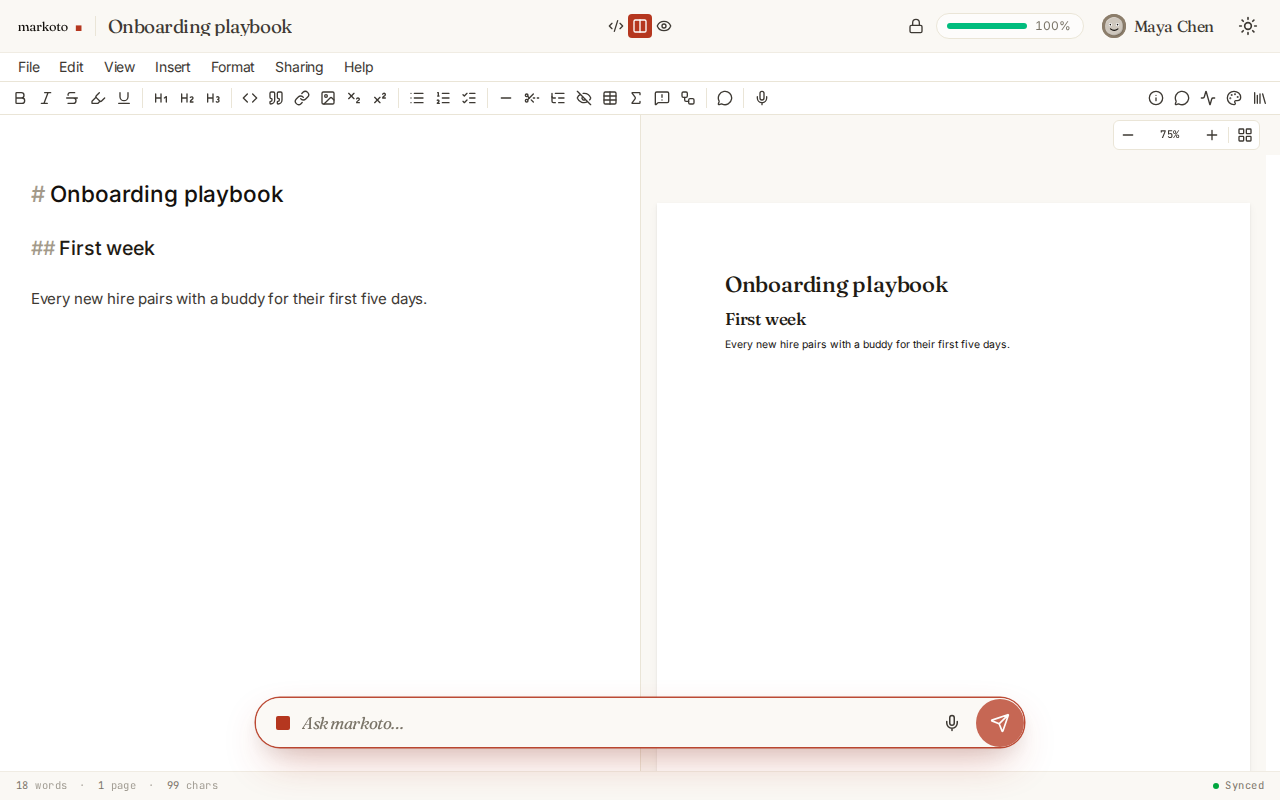 markoto
Onboarding playbook
100%
Maya Chen
File Edit View Insert Format Sharing Help
H1 H2 H3
75%
# Onboarding playbook
## First week
Every new hire pairs with a buddy for their first five days.
Onboarding playbook
First week
Every new hire pairs with a buddy for their first five days.
Ask markoto...
18 words · 1 page · 99 chars
Synced